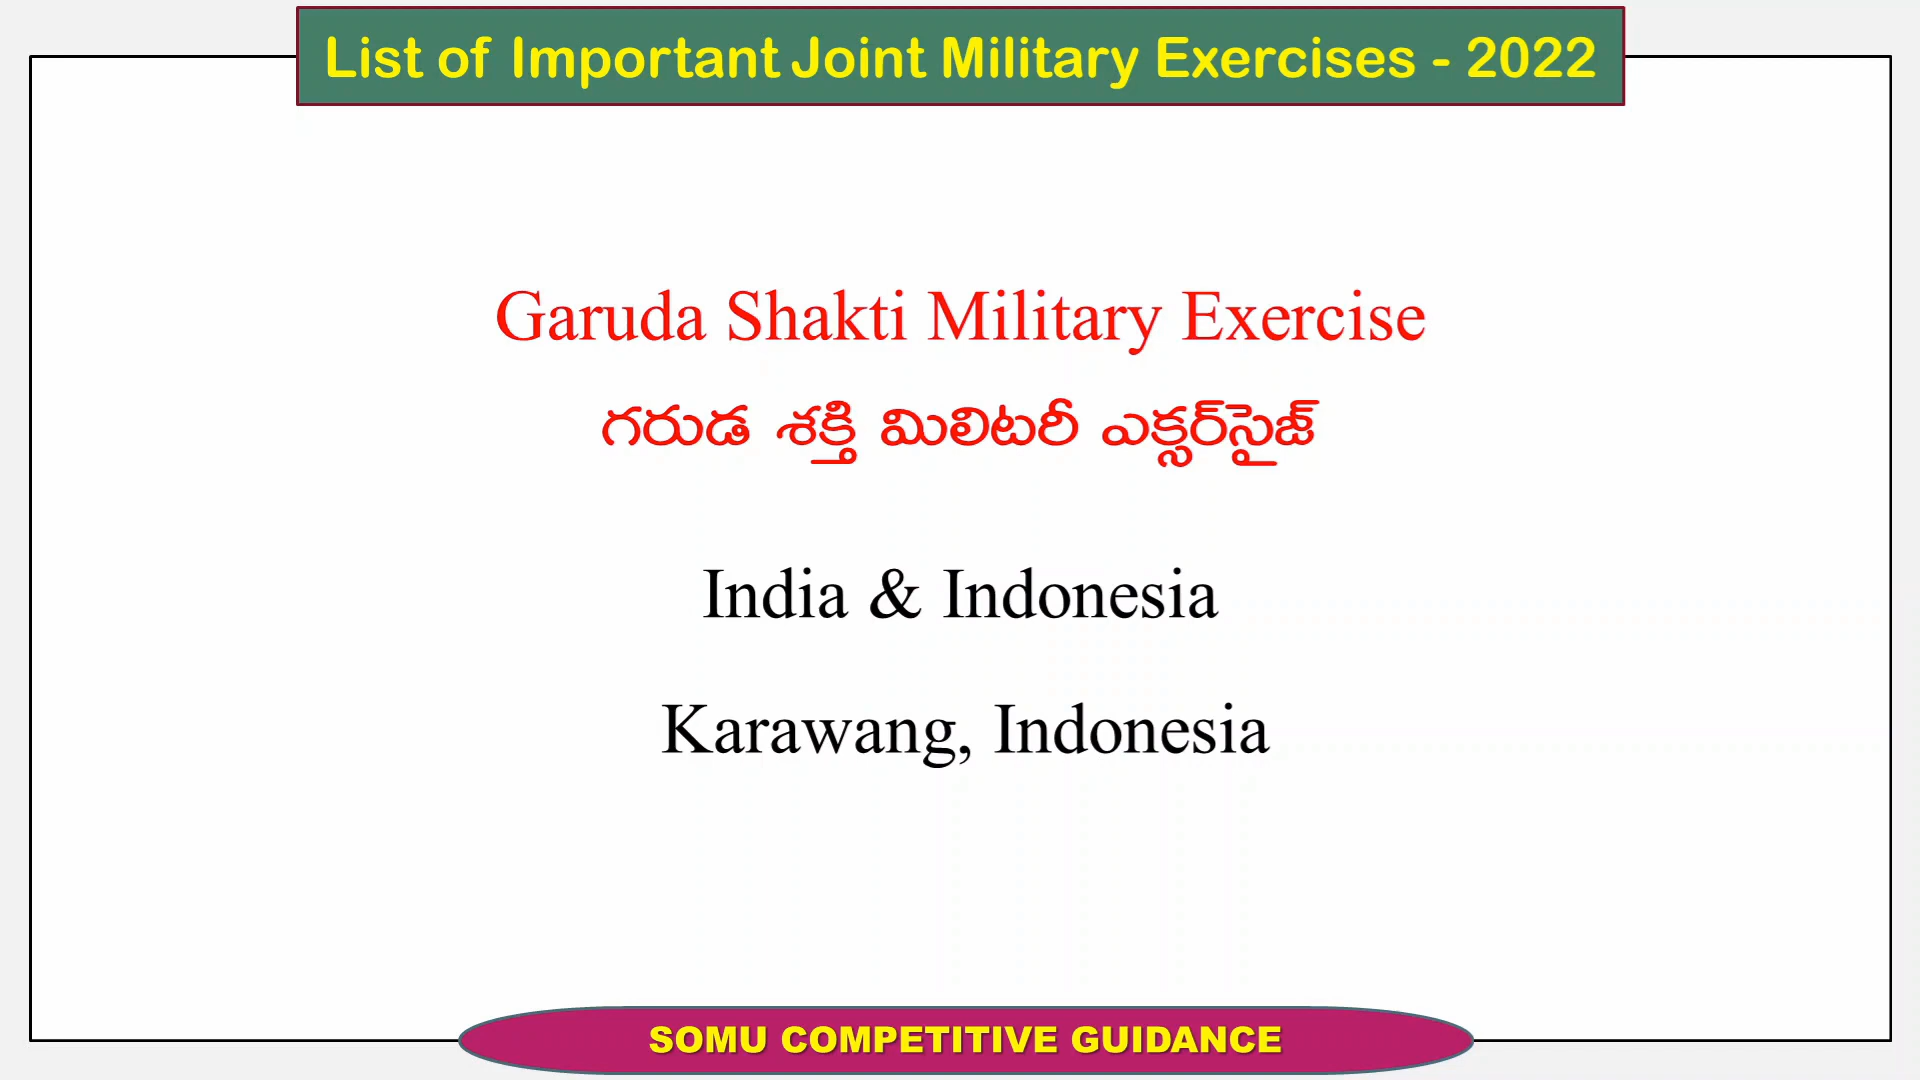 List of Important Joint Military Exercises - 2022
Garuda Shakti Military Exercise
గరుడ శక్తి మిలిటరీ ఎక్సర్‌సైజ్
India & Indonesia
Karawang, Indonesia
SOMU COMPETITIVE GUIDANCE